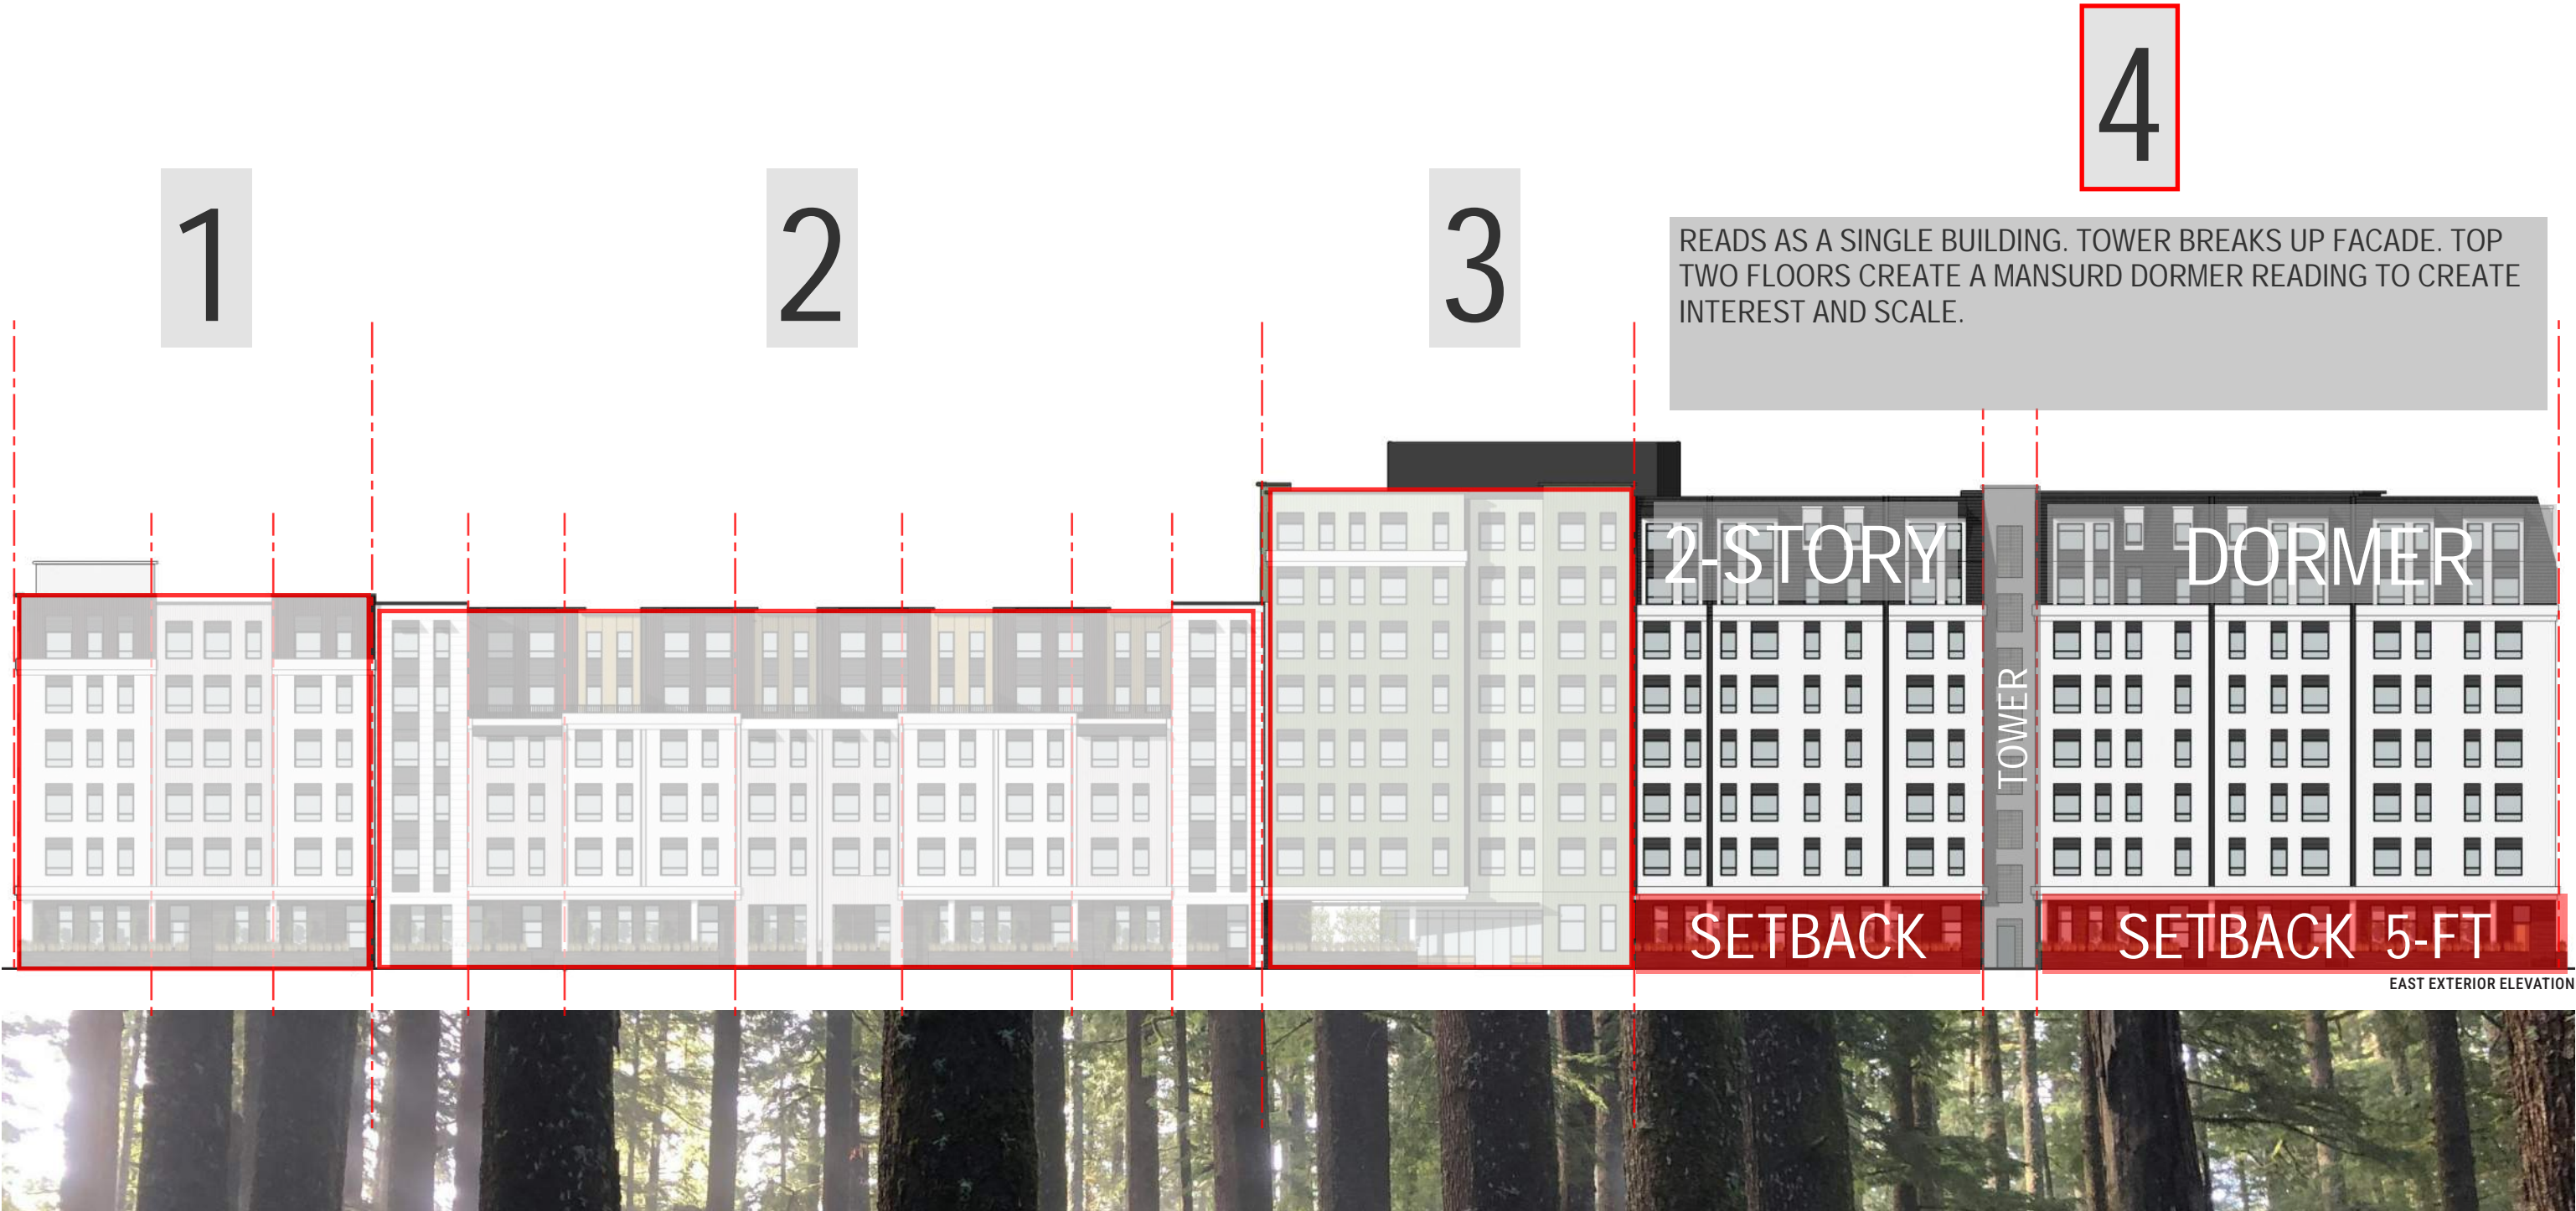 4
1
2
3
READS AS A SINGLE BUILDING. TOWER BREAKS UP FACADE. TOP
TWO FLOORS CREATE A MANSURD DORMER READING TO CREATE
INTEREST AND SCALE.
2-STORY
DORMER
TOWER
SETBACK
SETBACK 5-FT
EAST EXTERIOR ELEVATION